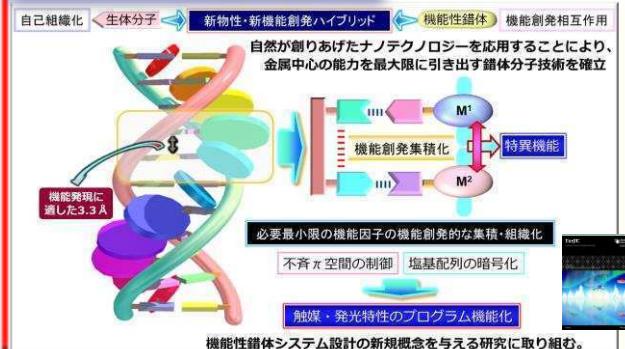 自己組織化 生体分子 新物性・新機能創発ハイブリッド 機能性錯体 機能創発相互作用
自然が創りあげたナノテクノロジーを応用することにより、
金属中心の能力を最大限に引き出す錯体分子技術を確立
M¹
機能創発集積化
特異機能
M²
機能発現に
適した3.3Å
必要最小限の機能因子の機能創発的な集積・組織化
不斉π空間の制御 塩基配列の暗号化
触媒・発光特性のプログラム機能化
機能性錯体システム設計の新規概念を与える研究に取り組む。